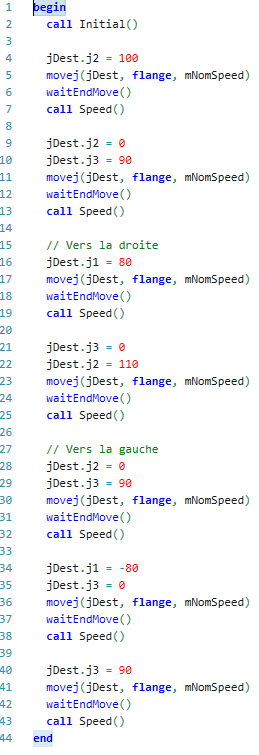 1 begin
2 call Initial()
3
4 jDest.j2 = 100
5 movej(jDest, flange, mNomSpeed)
6 waitEndMove()
7 call Speed()
8
9 jDest.j2 = 0
10 jDest.j3 = 90
11 movej(jDest, flange, mNomSpeed)
12 waitEndMove()
13 call Speed()
14
15 // Vers la droite
16 jDest.j1 = 80
17 movej(jDest, flange, mNomSpeed)
18 waitEndMove()
19 call Speed()
20
21 jDest.j3 = 0
22 jDest.j2 = 110
23 movej(jDest, flange, mNomSpeed)
24 waitEndMove()
25 call Speed()
26
27 // Vers la gauche
28 jDest.j2 = 0
29 jDest.j3 = 90
30 movej(jDest, flange, mNomSpeed)
31 waitEndMove()
32 call Speed()
33
34 jDest.j1 = -80
35 jDest.j3 = 0
36 movej(jDest, flange, mNomSpeed)
37 waitEndMove()
38 call Speed()
39
40 jDest.j3 = 90
41 movej(jDest, flange, mNomSpeed)
42 waitEndMove()
43 call Speed()
44 end